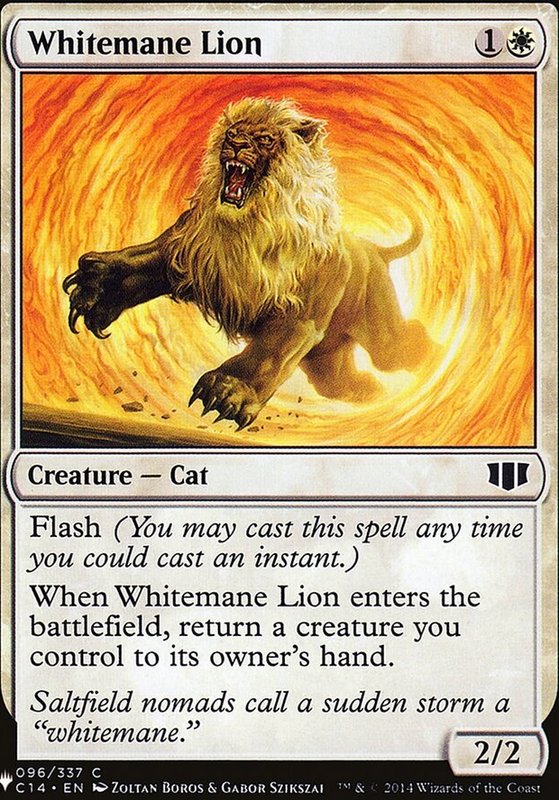 Whitemane Lion 1
Creature — Cat
Flash (You may cast this spell any time
you could cast an instant.)
When Whitemane Lion enters the
battlefield, return a creature you
control to its owner's hand.
Saltfield nomads call a sudden storm a
“whitemane.”
2/2
096/337 C
C14 • EN Zoltan Boros & Gabor Szikszai ™ & © 2014 Wizards of the Coast